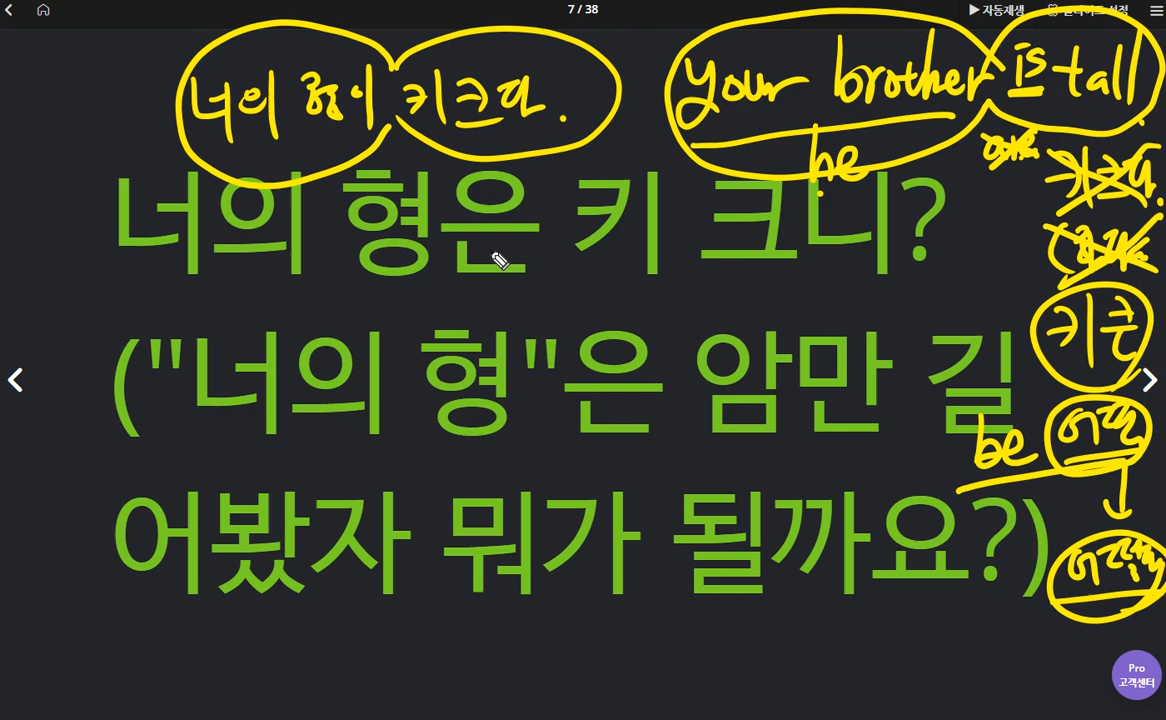 7 / 38
▶ 자동재생
너의 형이 키크다.
your brother is tall.
he
너의 형은 키 크니?
키큰
("너의 형"은 암만 길
be
어봤자 뭐가 될까요?)
Pro
고객센터